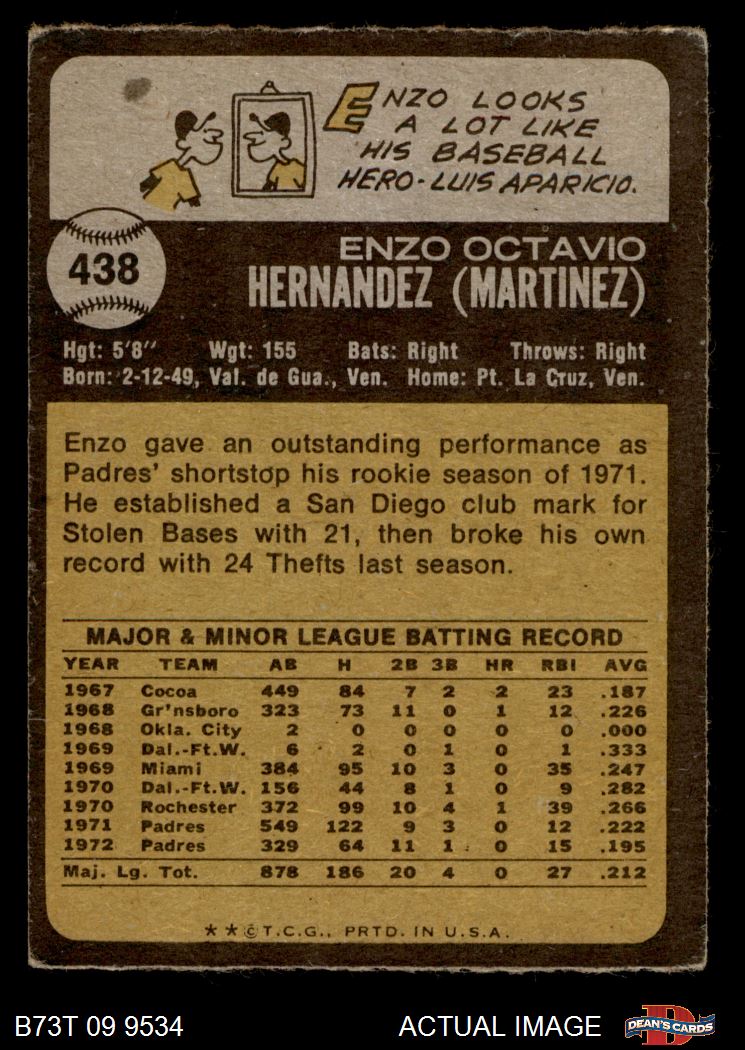 ENZO LOOKS
A LOT LIKE
HIS BASEBALL
HERO-LUIS APARICIO.
438
ENZO OCTAVIO
HERNANDEZ (MARTINEZ)
Hgt: 5'8" Wgt: 155 Bats: Right Throws: Right
Born: 2-12-49, Val. de Gua., Ven. Home: Pt. La Cruz, Ven.
Enzo gave an outstanding performance as
Padres' shortstop his rookie season of 1971.
He established a San Diego club mark for
Stolen Bases with 21, then broke his own
record with 24 Thefts last season.
MAJOR & MINOR LEAGUE BATTING RECORD
YEAR TEAM AB H 2B 3B HR RBI AVG
1967 Cocoa 449 84 7 2 2 23 .187
1968 Gr'nsboro 323 73 11 0 1 12 .226
1968 Okla. City 2 0 0 0 0 0 .000
1969 Dal.-Ft.W. 6 2 0 1 0 1 .333
1969 Miami 384 95 10 3 0 35 .247
1970 Dal.-Ft.W. 156 44 8 1 0 9 .282
1970 Rochester 372 99 10 4 1 39 .266
1971 Padres 549 122 9 3 0 12 .222
1972 Padres 329 64 11 1 0 15 .195
Maj. Lg. Tot. 878 186 20 4 0 27 .212
**©T.C.G., PRTD. IN U.S.A.
B73T 09 9534 ACTUAL IMAGE
DEAN'S CARDS